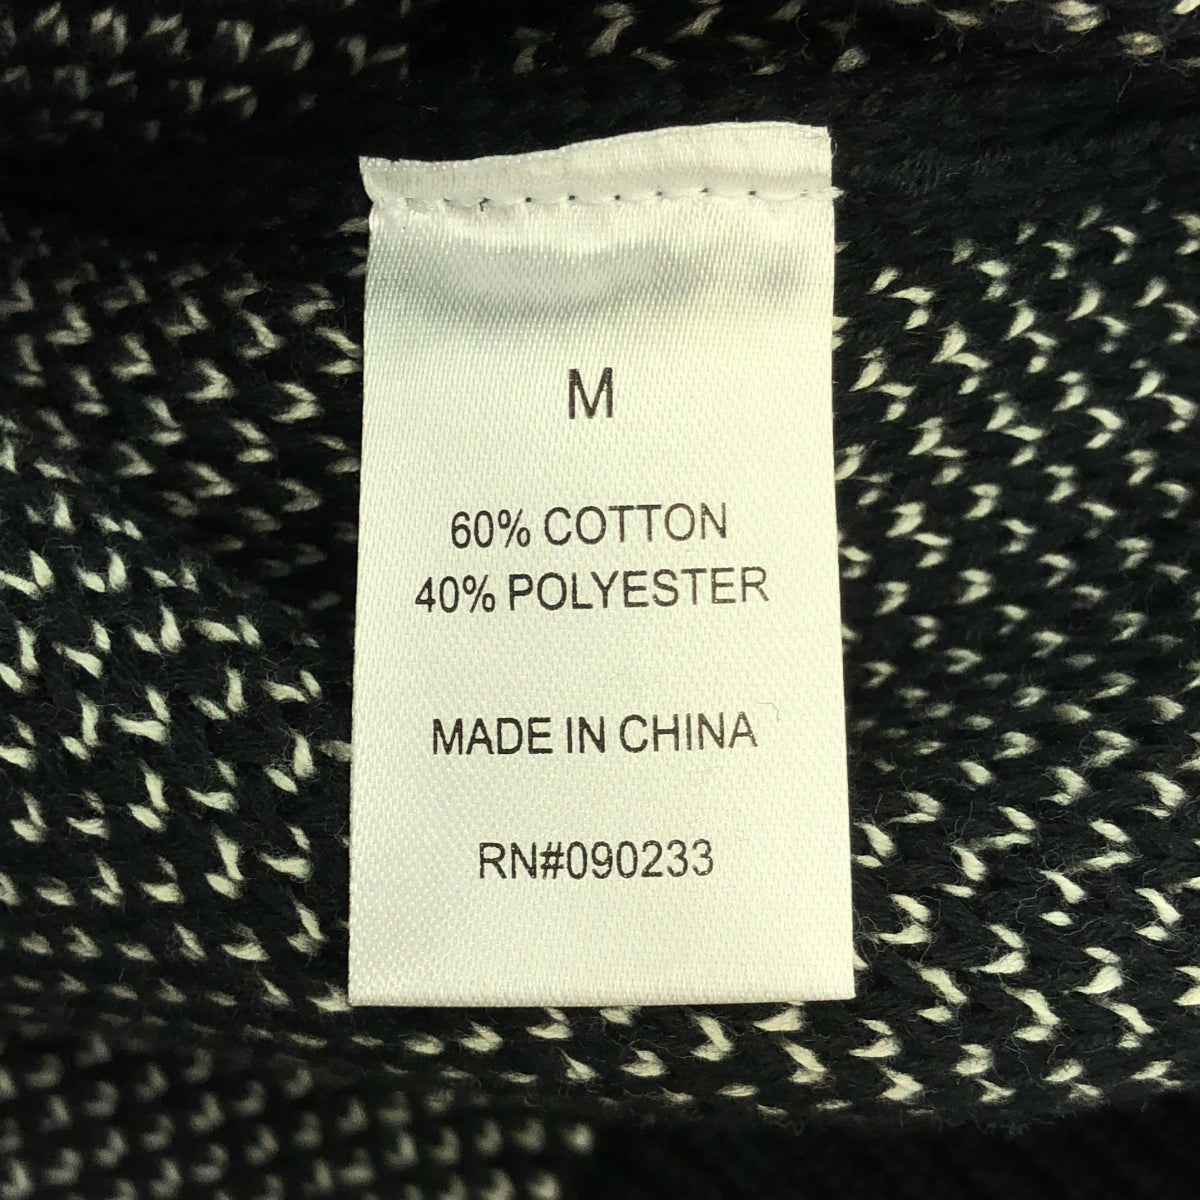 M
60% COTTON
40% POLYESTER
MADE IN CHINA
RN#090233